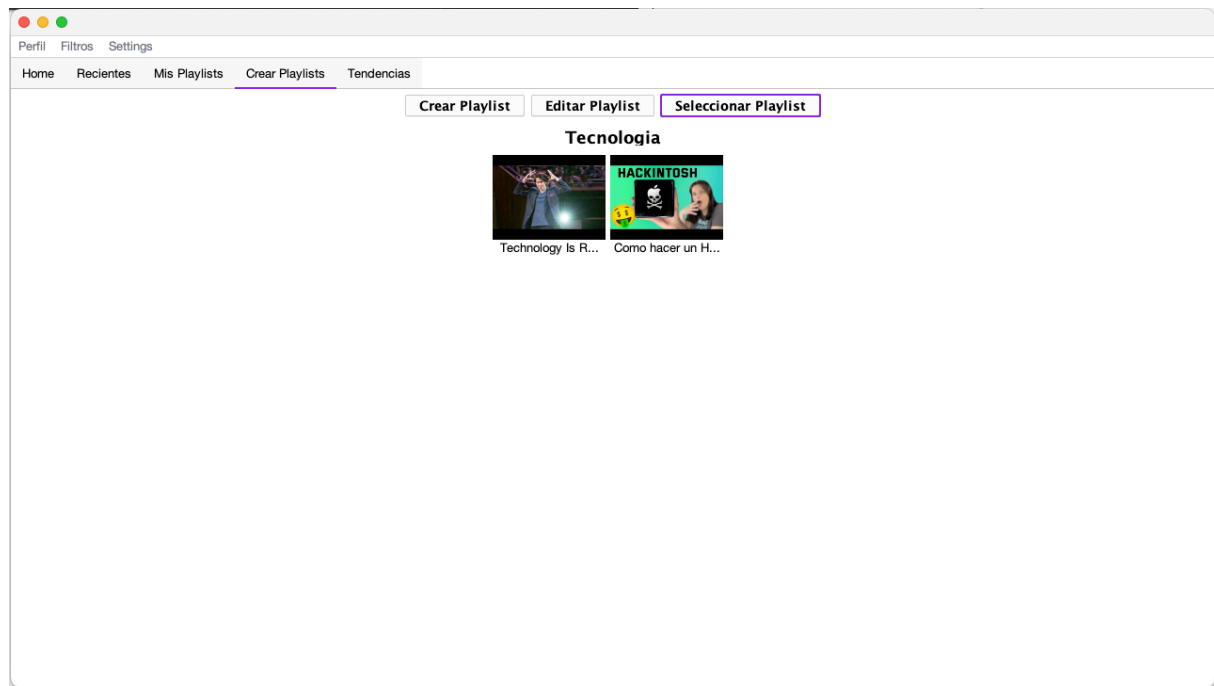 Perfil Filtros Settings
Home Recientes Mis Playlists Crear Playlists Tendencias
Crear Playlist Editar Playlist Seleccionar Playlist
Tecnologia
HACKINTOSH
Technology Is R... Como hacer un H...